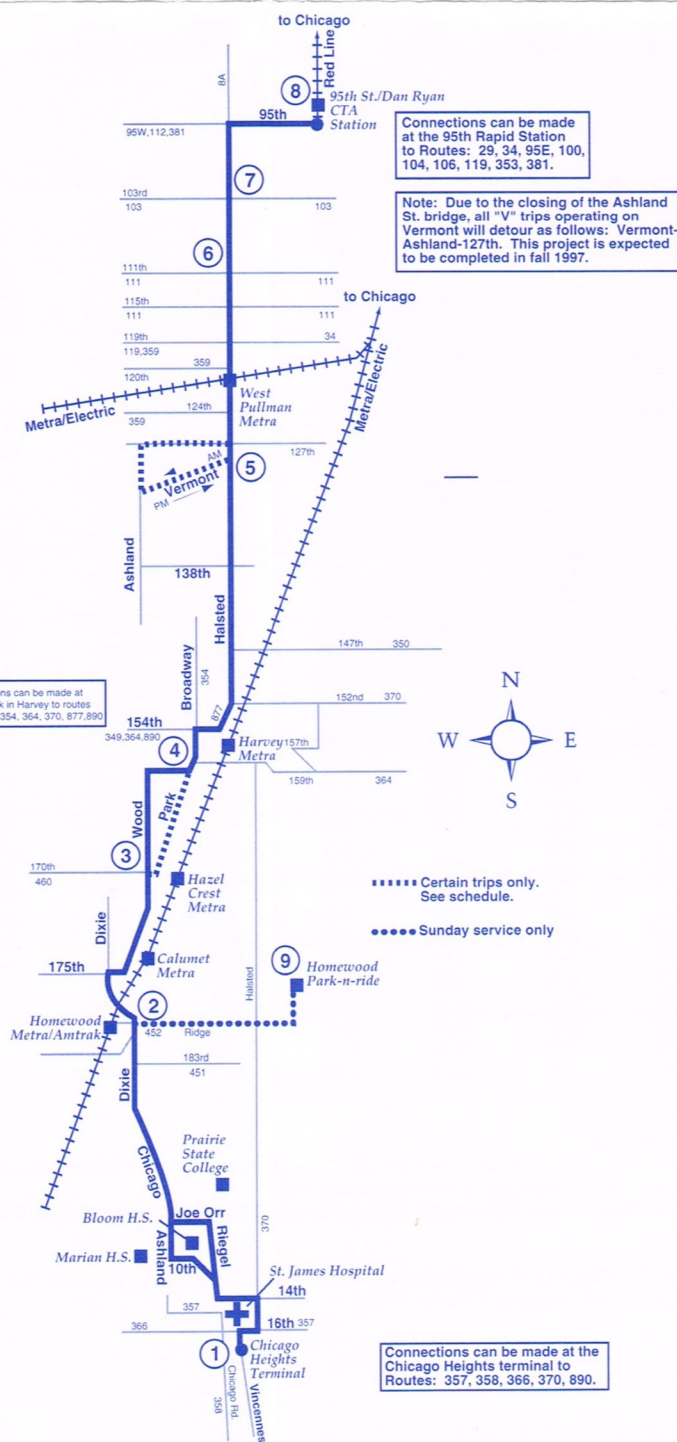 to Chicago
Red Line
8A
8
95th St./Dan Ryan
CTA
Station
95th
95W,112,381
Connections can be made
at the 95th Rapid Station
to Routes: 29, 34, 95E, 100,
104, 106, 119, 353, 381.
7
103rd
103
103
Note: Due to the closing of the Ashland
St. bridge, all "V" trips operating on
Vermont will detour as follows: Vermont-
Ashland-127th. This project is expected
to be completed in fall 1997.
6
111th
111
111
115th
111
111
to Chicago
119th
34
119,359
359
120th
Metra/Electric
Metra/Electric
West
Pullman
Metra
124th
359
127th
AM
Vermont
PM
5
Ashland
138th
Halsted
147th 350
Broadway
354
877
152nd 370
ns can be made at
k in Harvey to routes
354, 364, 370, 877,890
154th
349,364,890
4
Harvey
Metra
157th
159th 364
N
W E
S
Wood
Park
3
170th
460
Hazel
Crest
Metra
Certain trips only.
See schedule.
Sunday service only
Dixie
175th
Calumet
Metra
Halsted
9
Homewood
Park-n-ride
2
Homewood
Metra/Amtrak
452 Ridge
183rd
451
Dixie
Chicago
Prairie
State
College
370
Bloom H.S.
Joe Orr
Riegel
Ashland
Marian H.S.
10th
St. James Hospital
14th
357
366
16th 357
1
Chicago
Heights
Terminal
Chicago Rd.
358
Vincennes
Connections can be made at the
Chicago Heights terminal to
Routes: 357, 358, 366, 370, 890.